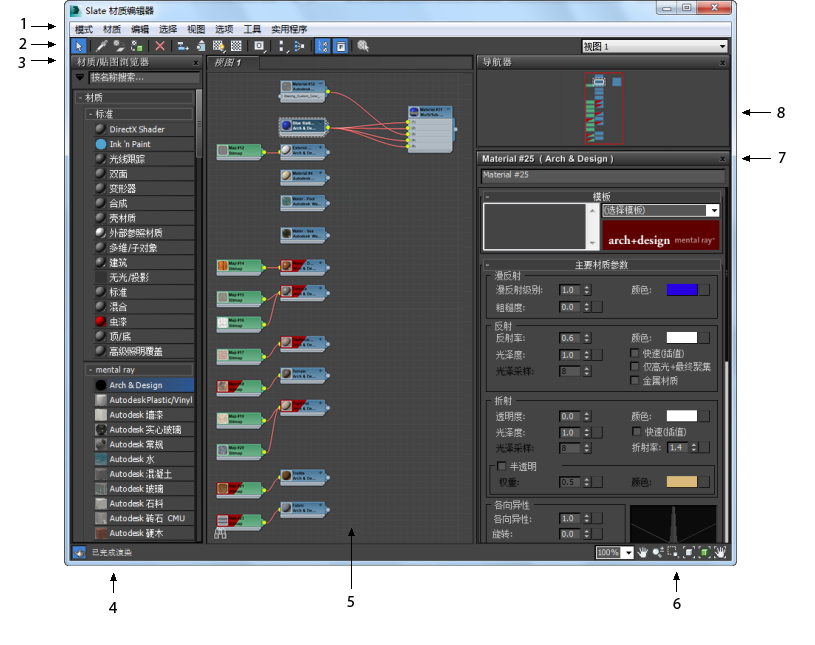 Slate 材质编辑器
1
模式 材质 编辑 选择 视图 选项 工具 实用程序
2
视图 1
3
材质/贴图浏览器
视图 1
导航器
按名称搜索...
- 材质
- 标准
DirectX Shader
Ink 'n Paint
光线跟踪
双面
变形器
合成
壳材质
外部参照材质
多维/子对象
建筑
无光/投影
标准
混合
虫漆
顶/底
高级照明覆盖
- mental ray
Arch & Design
AutodeskPlastic/Vinyl
Autodesk 墙漆
Autodesk 实心玻璃
Autodesk 常规
Autodesk 水
Autodesk 混凝土
Autodesk 玻璃
Autodesk 石料
Autodesk 砖石 CMU
Autodesk 硬木
8
7
Material #25 ( Arch & Design )
Material #25
模板
(选择模板)
arch+design mental ray
主要材质参数
漫反射
漫反射级别: 1.0 颜色:
粗糙度: 0.0
反射
反射率: 0.6 颜色:
光泽度: 1.0 快速(插值)
光泽采样: 8 仅高光+最终聚集
金属材质
折射
透明度: 0.0 颜色:
光泽度: 1.0 快速(插值)
光泽采样: 8 折射率: 1.4
半透明
权重: 0.5 颜色:
各向异性
各向异性: 1.0
旋转: 0.0
已完成渲染
100%
4
5
6